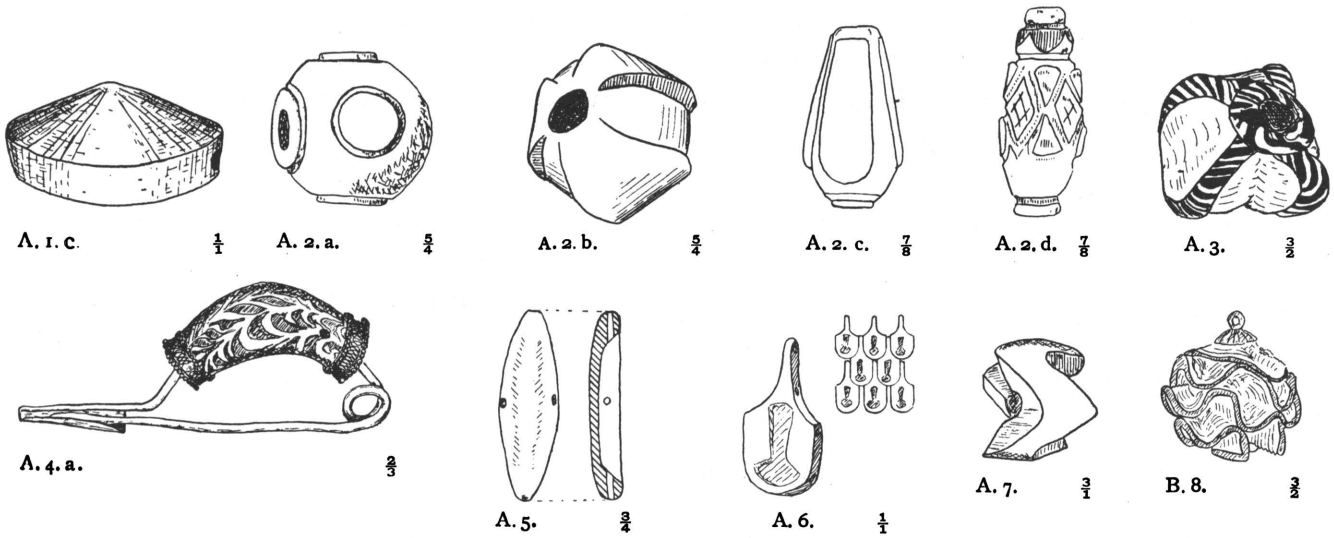 A. 1. C. 1/1
A. 2. a. 5/4
A. 2. b. 5/4
A. 2. c. 7/8
A. 2. d. 7/8
A. 3. 3/2
A. 4. a. 2/3
A. 5. 3/4
A. 6. 1/1
A. 7. 3/1
B. 8. 3/2